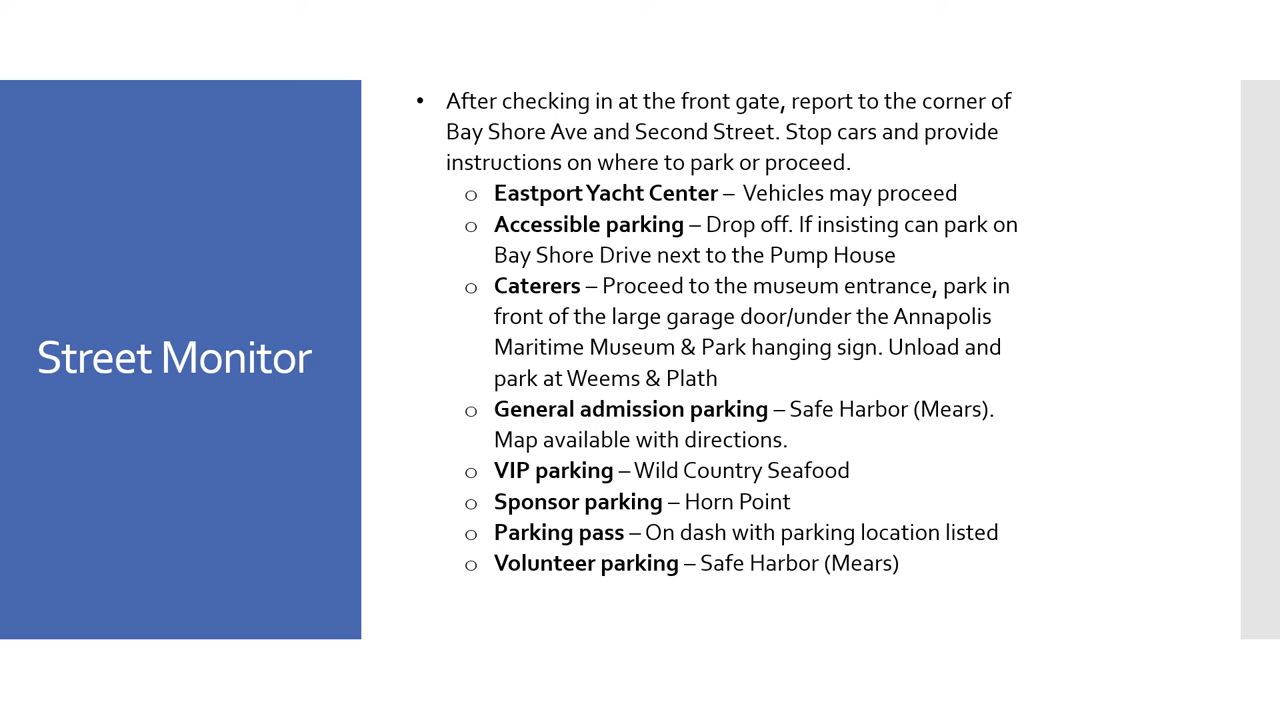 Street Monitor
• After checking in at the front gate, report to the corner of
Bay Shore Ave and Second Street. Stop cars and provide
instructions on where to park or proceed.
o Eastport Yacht Center – Vehicles may proceed
o Accessible parking – Drop off. If insisting can park on
Bay Shore Drive next to the Pump House
o Caterers – Proceed to the museum entrance, park in
front of the large garage door/under the Annapolis
Maritime Museum & Park hanging sign. Unload and
park at Weems & Plath
o General admission parking – Safe Harbor (Mears).
Map available with directions.
o VIP parking – Wild Country Seafood
o Sponsor parking – Horn Point
o Parking pass – On dash with parking location listed
o Volunteer parking – Safe Harbor (Mears)